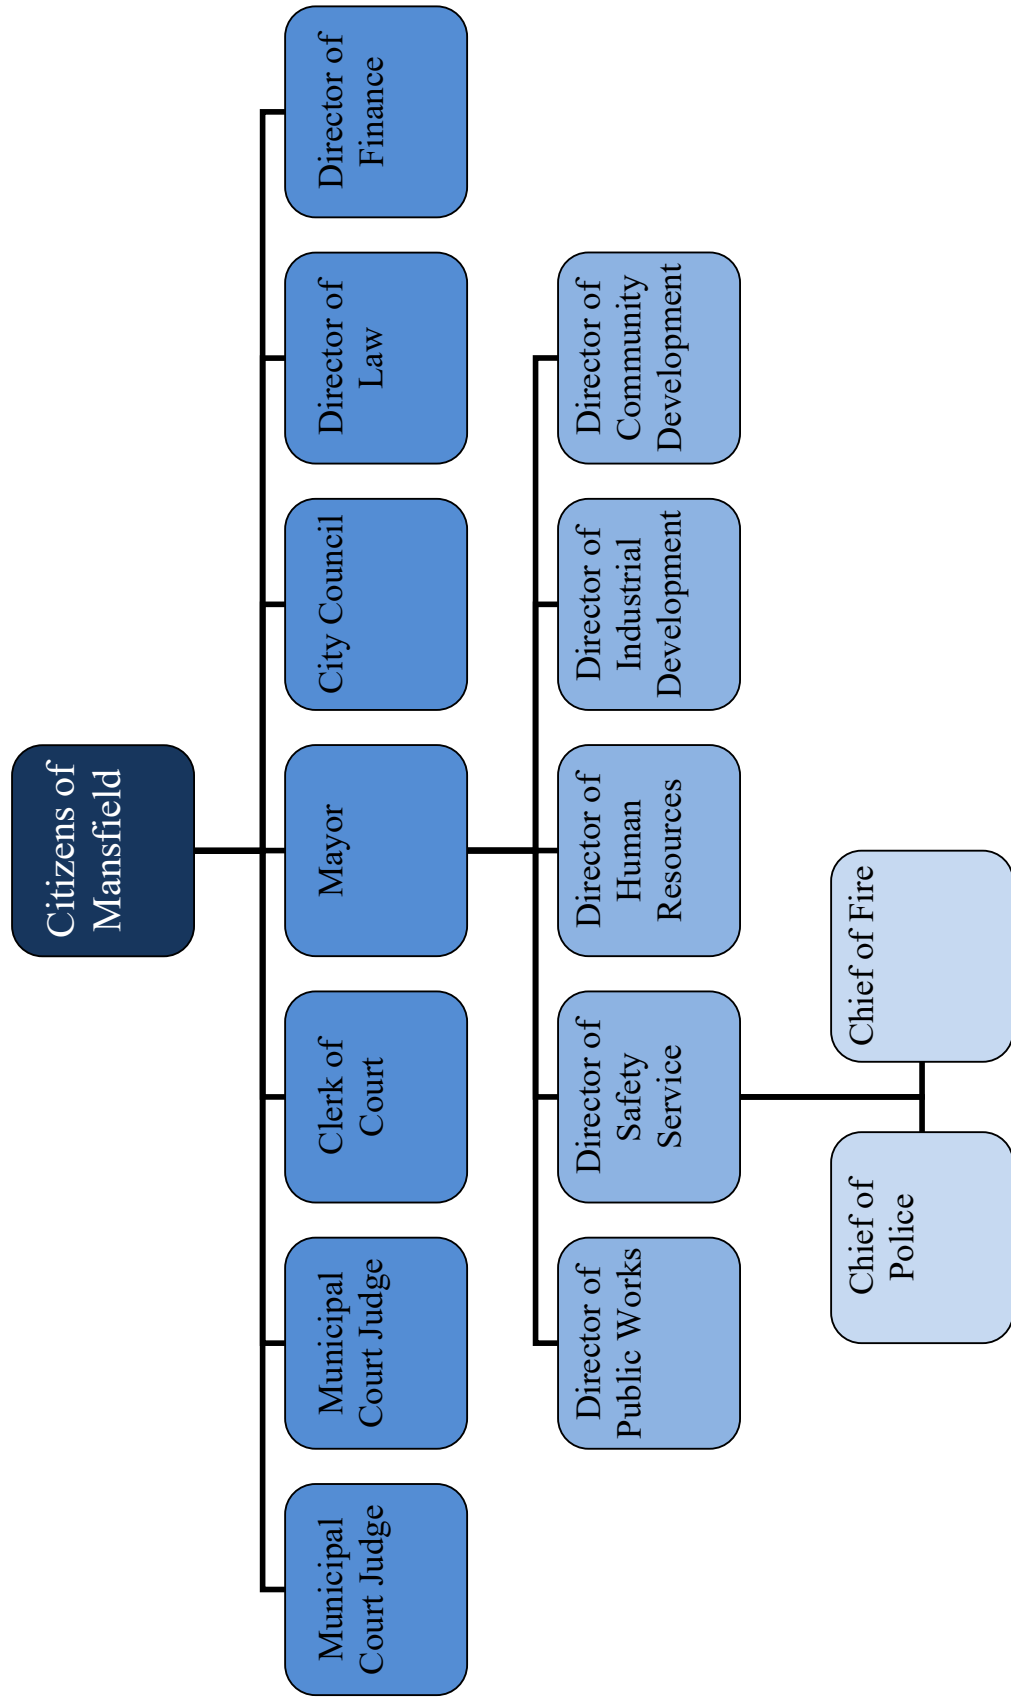 Citizens of
Mansfield
Municipal
Court Judge
Municipal
Court Judge
Clerk of
Court
Mayor
City Council
Director of
Law
Director of
Finance
Director of
Public Works
Director of
Safety
Service
Director of
Human
Resources
Director of
Industrial
Development
Director of
Community
Development
Chief of
Police
Chief of Fire